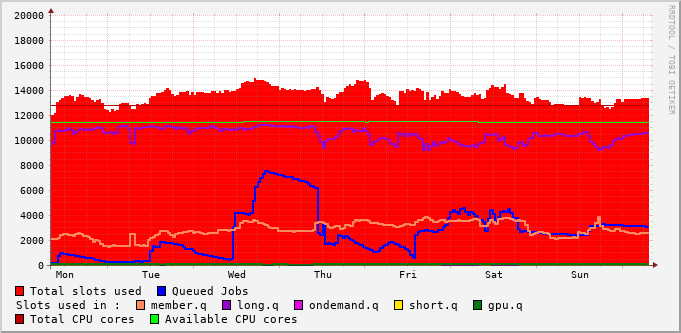 20000
18000
16000
14000
12000
10000
8000
6000
4000
2000
0
Mon Tue Wed Thu Fri Sat Sun
RRDTOOL / TOBI OETIKER
Total slots used Queued Jobs
Slots used in : member.q long.q ondemand.q short.q gpu.q
Total CPU cores Available CPU cores